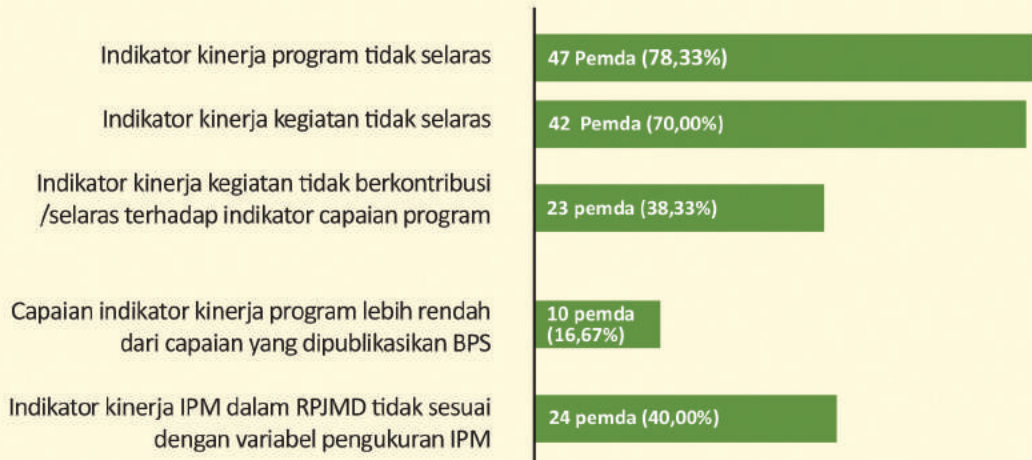 Indikator kinerja program tidak selaras
47 Pemda (78,33%)
Indikator kinerja kegiatan tidak selaras
42 Pemda (70,00%)
Indikator kinerja kegiatan tidak berkontribusi
/selaras terhadap indikator capaian program
23 pemda (38,33%)
Capaian indikator kinerja program lebih rendah
dari capaian yang dipublikasikan BPS
10 pemda
(16,67%)
Indikator kinerja IPM dalam RPJMD tidak sesuai
dengan variabel pengukuran IPM
24 pemda (40,00%)